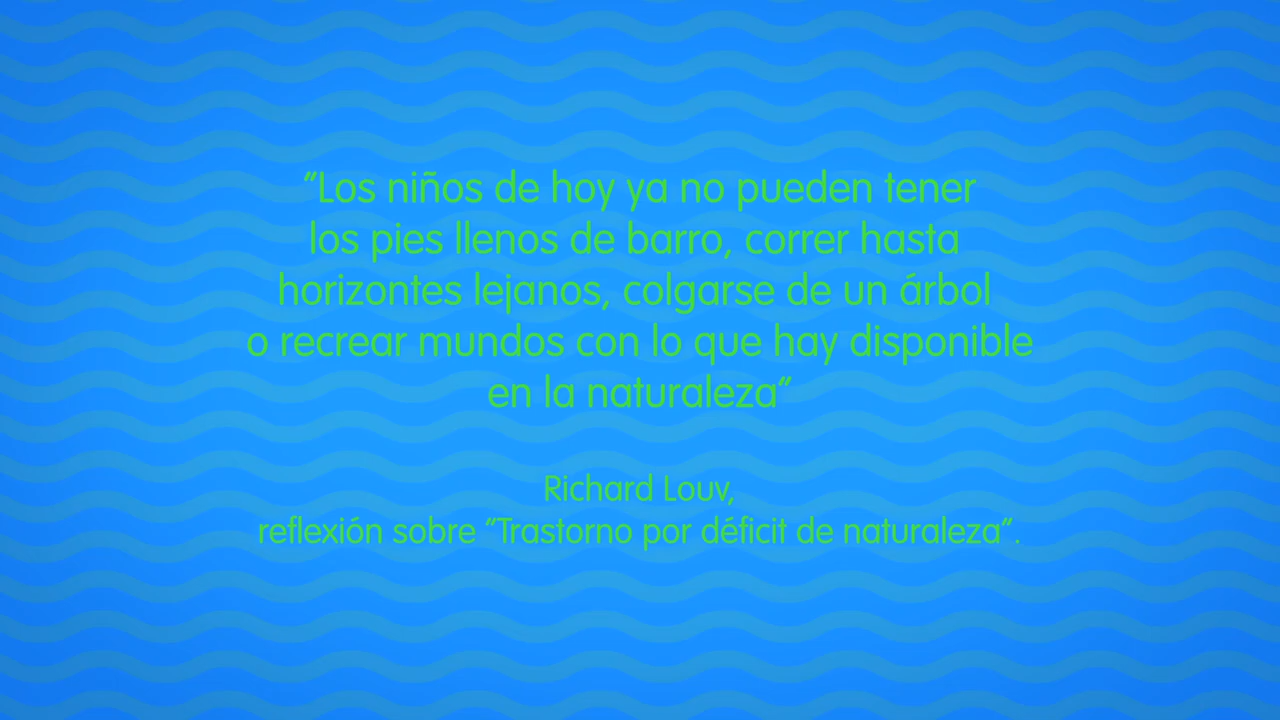 “Los niños de hoy ya no pueden tener
los pies llenos de barro, correr hasta
horizontes lejanos, colgarse de un árbol
o recrear mundos con lo que hay disponible
en la naturaleza”
Richard Louv,
reflexión sobre “Trastorno por déficit de naturaleza”.